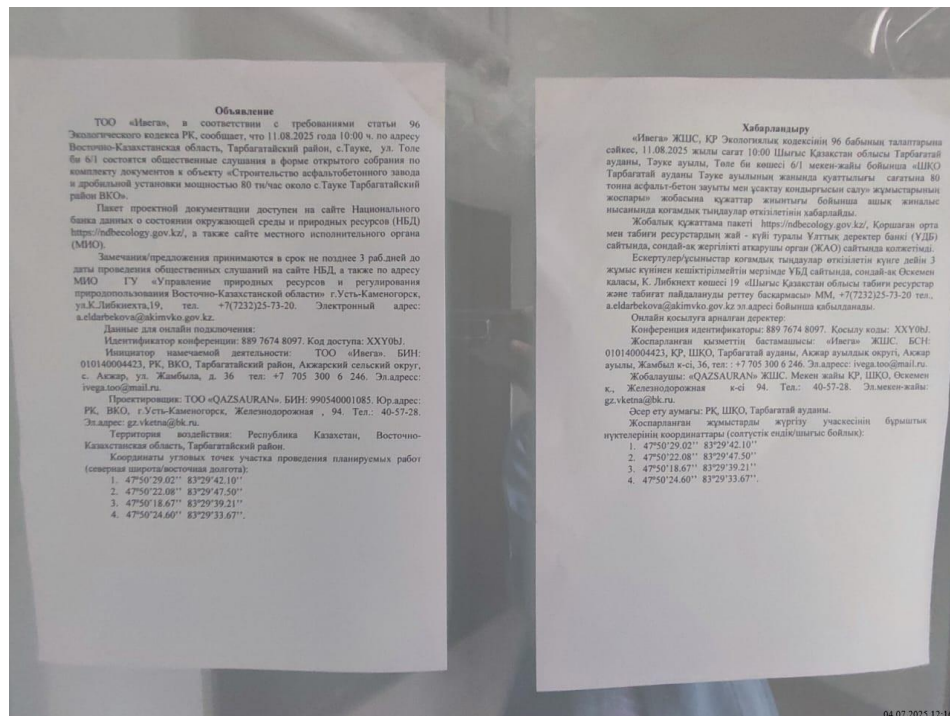 Объявление
ТОО «Ивега», в соответствии с требованиями статьи 96
Экологического кодекса РК, сообщает, что 11.08.2025 года 10:00 ч. по адресу
Восточно-Казахстанская область, Тарбагатайский район, с.Тауке, ул. Толе
би 6/1 состоятся общественные слушания в форме открытого собрания по
комплекту документов к объекту «Строительство асфальтобетонного завода
и дробильной установки мощностью 80 тн/час около с.Тауке Тарбагатайский
район ВКО».
Пакет проектной документации доступен на сайте Национального
банка данных о состоянии окружающей среды и природных ресурсов (НБД)
https://ndbecology.gov.kz/, а также сайте местного исполнительного органа
(МИО).
Замечания/предложения принимаются в срок не позднее 3 раб.дней до
даты проведения общественных слушаний на сайте НБД, а также по адресу
МИО ГУ «Управление природных ресурсов и регулирования
природопользования Восточно-Казахстанской области» г.Усть-Каменогорск,
ул.К.Либкнехта,19, тел. +7(7232)25-73-20. Электронный адрес:
a.eldarbekova@akimvko.gov.kz.
Данные для онлайн подключения:
Идентификатор конференции: 889 7674 8097. Код доступа: XXY0bJ.
Инициатор намечаемой деятельности: ТОО «Ивега». БИН:
010140004423, РК, ВКО, Тарбагатайский район, Акжарский сельский округ,
с. Акжар, ул. Жамбыла, д. 36 тел: +7 705 300 6 246. Эл.адресс:
ivega.too@mail.ru.
Проектировщик: ТОО «QAZSAURAN». БИН: 990540001085. Юр.адрес:
РК, ВКО, г.Усть-Каменогорск, Железнодорожная , 94. Тел.: 40-57-28.
Эл.адрес: gz.vketna@bk.ru.
Территория воздействия: Республика Казахстан, Восточно-
Казахстанская область, Тарбагатайский район.
Координаты угловых точек участка проведения планируемых работ
(северная широта/восточная долгота):
1. 47°50'29.02'' 83°29'42.10''
2. 47°50'22.08'' 83°29'47.50''
3. 47°50'18.67'' 83°29'39.21''
4. 47°50'24.60'' 83°29'33.67''.
Хабарландыру
«Ивега» ЖШС, ҚР Экологиялық кодексінің 96 бабының талаптарына
сәйкес, 11.08.2025 жылы сағат 10:00 Шығыс Қазақстан облысы Тарбағатай
ауданы, Тәуке ауылы, Төле би көшесі 6/1 мекен-жайы бойынша «ШҚО
Тарбағатай ауданы Тәуке ауылының жанында қуаттылығы сағатына 80
тонна асфальт-бетон зауыты мен ұсақтау қондырғысын салу» жұмыстарының
жоспары» жобасына құжаттар жиынтығы бойынша ашық жиналыс
нысанында қоғамдық тыңдаулар өткізілетінін хабарлайды.
Жобалық құжаттама пакеті https://ndbecology.gov.kz/, Қоршаған орта
мен табиғи ресурстардың жай - күйі туралы Ұлттық деректер банкі (ҰДБ)
сайтында, сондай-ақ жергілікті атқарушы орган (ЖАО) сайтында қолжетімді.
Ескертулер/ұсыныстар қоғамдық тыңдаулар өткізілетін күнге дейін 3
жұмыс күнінен кешіктірілмейтін мерзімде ҰБД сайтында, сондай-ақ Өскемен
қаласы, К. Либкнехт көшесі 19 «Шығыс Қазақстан облысы табиғи ресурстар
және табиғат пайдалануды реттеу басқармасы» ММ, +7(7232)25-73-20 тел.,
a.eldarbekova@akimvko.gov.kz эл.адресі бойынша қабылданады.
Онлайн қосылуға арналған деректер:
Конференция идентификаторы: 889 7674 8097. Қосылу коды: XXY0bJ.
Жоспарланған қызметтің бастамашысы: «Ивега» ЖШС. БСН:
010140004423, ҚР, ШҚО, Тарбағатай ауданы, Ақжар ауылдық округі, Ақжар
ауылы, Жамбыл к-сі, 36, тел: : +7 705 300 6 246. Эл.адресс: ivega.too@mail.ru.
Жобалаушы: «QAZSAURAN» ЖШС. Мекен жайы ҚР, ШҚО, Өскемен
қ., Железнодорожная к-сі 94. Тел.: 40-57-28. Эл.мекен-жайы:
gz.vketna@bk.ru.
Әсер ету аумағы: РҚ, ШҚО, Тарбағатай ауданы.
Жоспарланған жұмыстарды жүргізу учаскесінің бұрыштық
нүктелерінің координаттары (солтүстік ендік/шығыс бойлық):
1. 47°50'29.02'' 83°29'42.10''
2. 47°50'22.08'' 83°29'47.50''
3. 47°50'18.67'' 83°29'39.21''
4. 47°50'24.60'' 83°29'33.67''.
04.07.2025